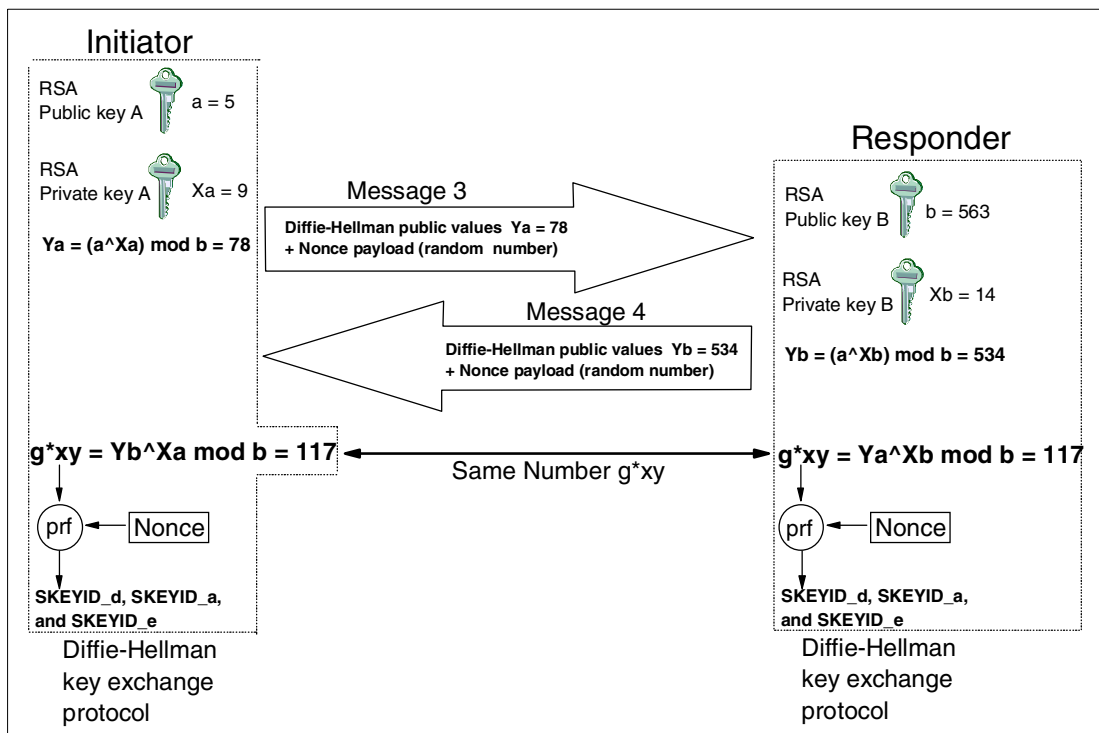 Initiator
RSA
Public key A
a = 5
RSA
Private key A
Xa = 9
Ya = (a^Xa) mod b = 78
Message 3
Diffie-Hellman public values Ya = 78
+ Nonce payload (random number)
Responder
RSA
Public key B
b = 563
RSA
Private key B
Xb = 14
Yb = (a^Xb) mod b = 534
Message 4
Diffie-Hellman public values Yb = 534
+ Nonce payload (random number)
g*xy = Yb^Xa mod b = 117
Same Number g*xy
g*xy = Ya^Xb mod b = 117
prf
Nonce
SKEYID_d, SKEYID_a,
and SKEYID_e
Diffie-Hellman
key exchange
protocol
prf
Nonce
SKEYID_d, SKEYID_a,
and SKEYID_e
Diffie-Hellman
key exchange
protocol